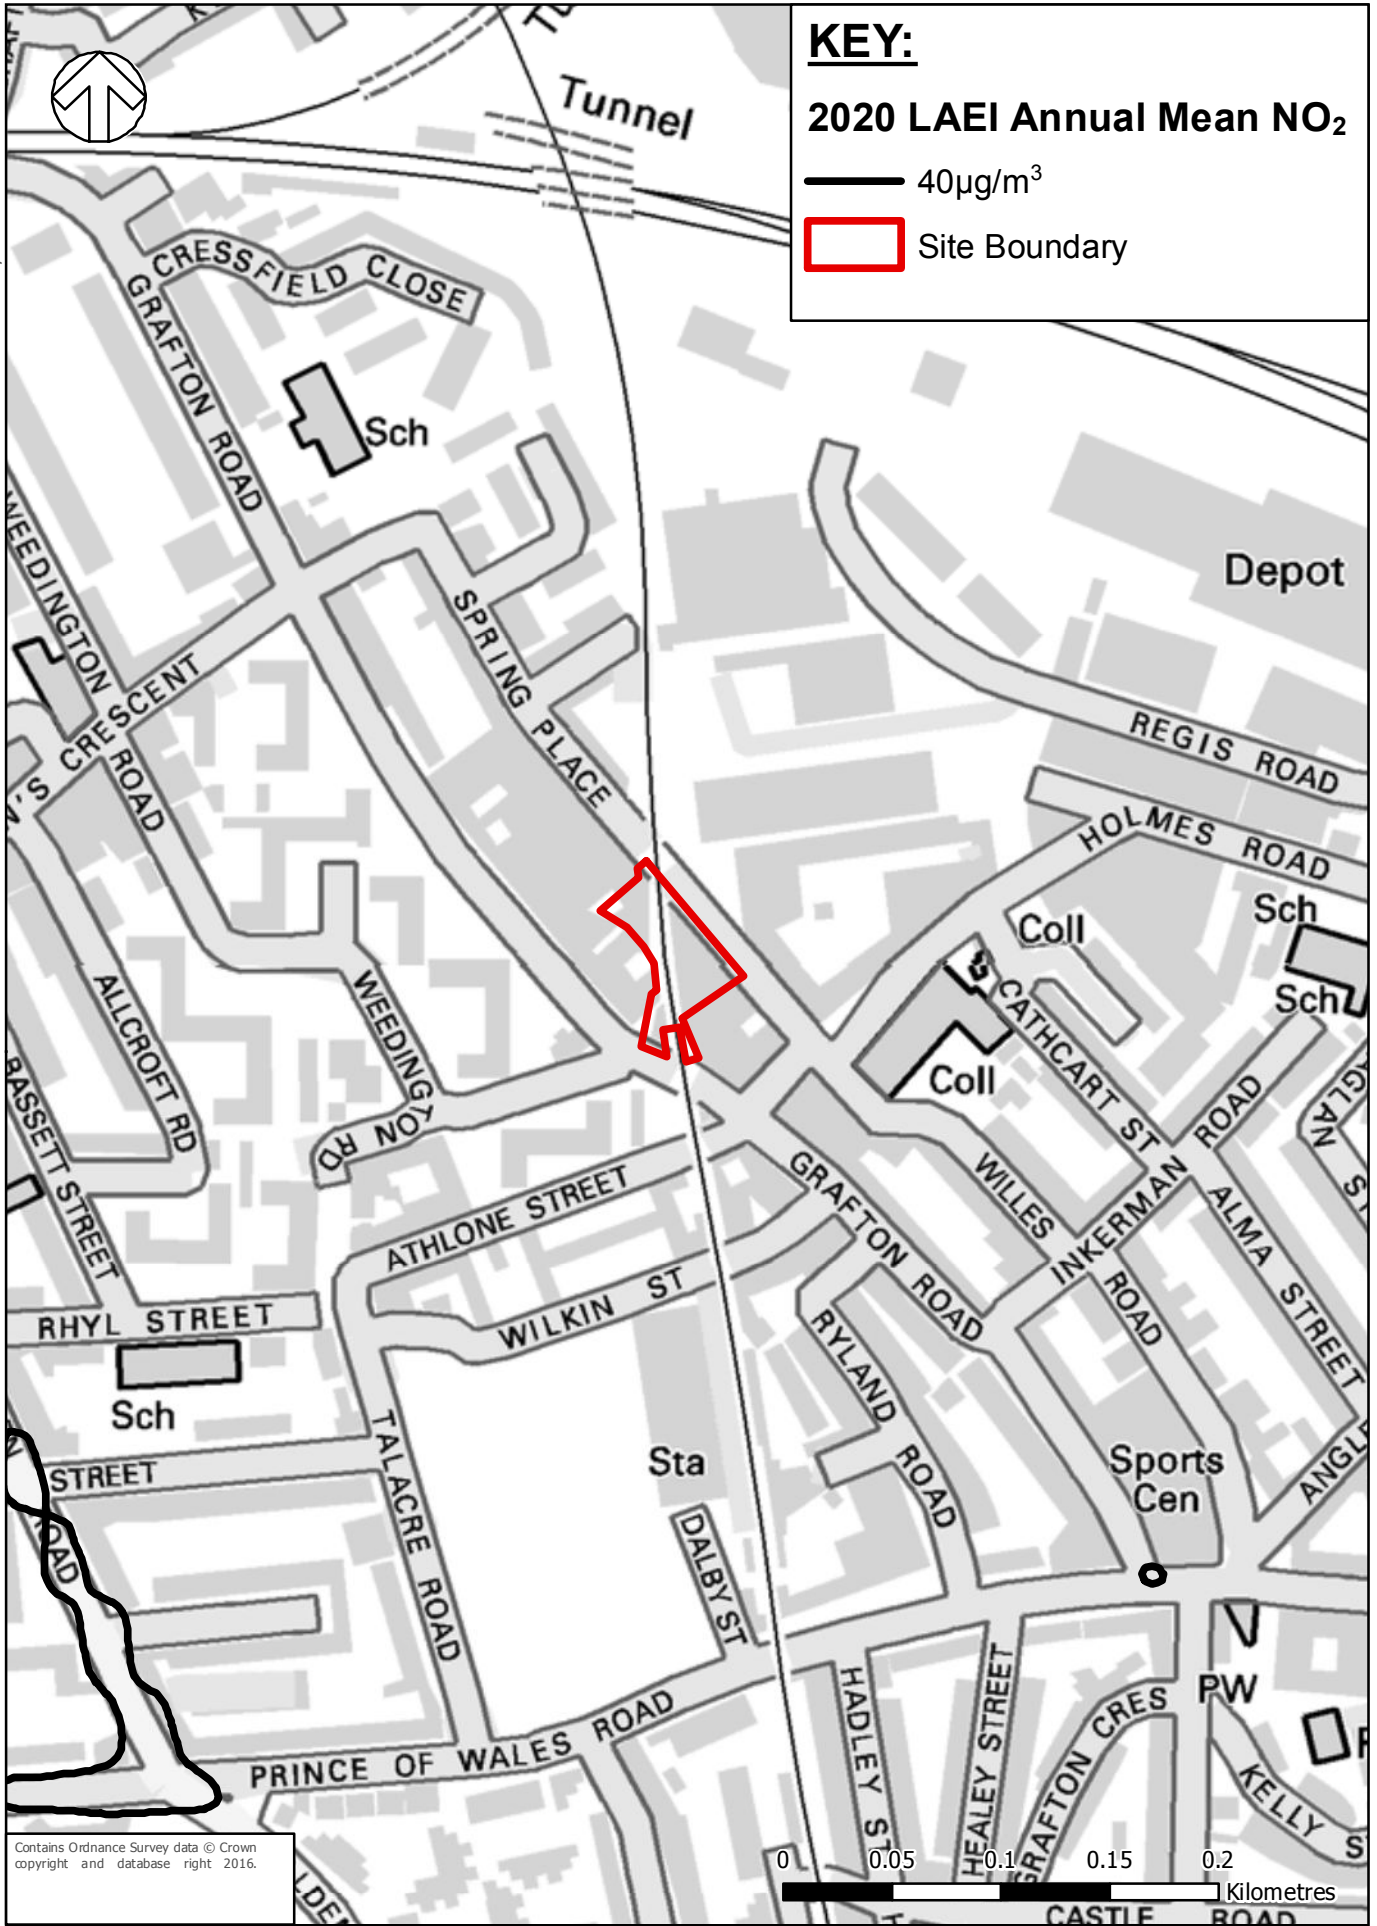 KEY:
2020 LAEI Annual Mean NO₂
40µg/m³
Site Boundary
Tunnel
CRESSFIELD CLOSE
GRAFTON ROAD
Sch
Depot
WEEDINGTON ROAD
SPRING PLACE
CRESCENT
REGIS ROAD
HOLMES ROAD
Sch
Coll
Sch
CATHCART ST
ALLCROFT RD
WEEDINGTON RD
Coll
BASSETT STREET
INKERMAN ROAD
ATHLONE STREET
GRAFTON ROAD
WILLES ROAD
ALMA STREET
WILKIN ST
RHYL STREET
RYLAND ROAD
Sch
STREET
TALACRE ROAD
Sta
Sports
Cen
ROAD
DALBY ST
PW
PRINCE OF WALES ROAD
HADLEY ST
HEALEY STREET
GRAFTON CRES
KELLY S
CASTLE ROAD
Contains Ordnance Survey data © Crown
copyright and database right 2016.
0 0.05 0.1 0.15 0.2
Kilometres